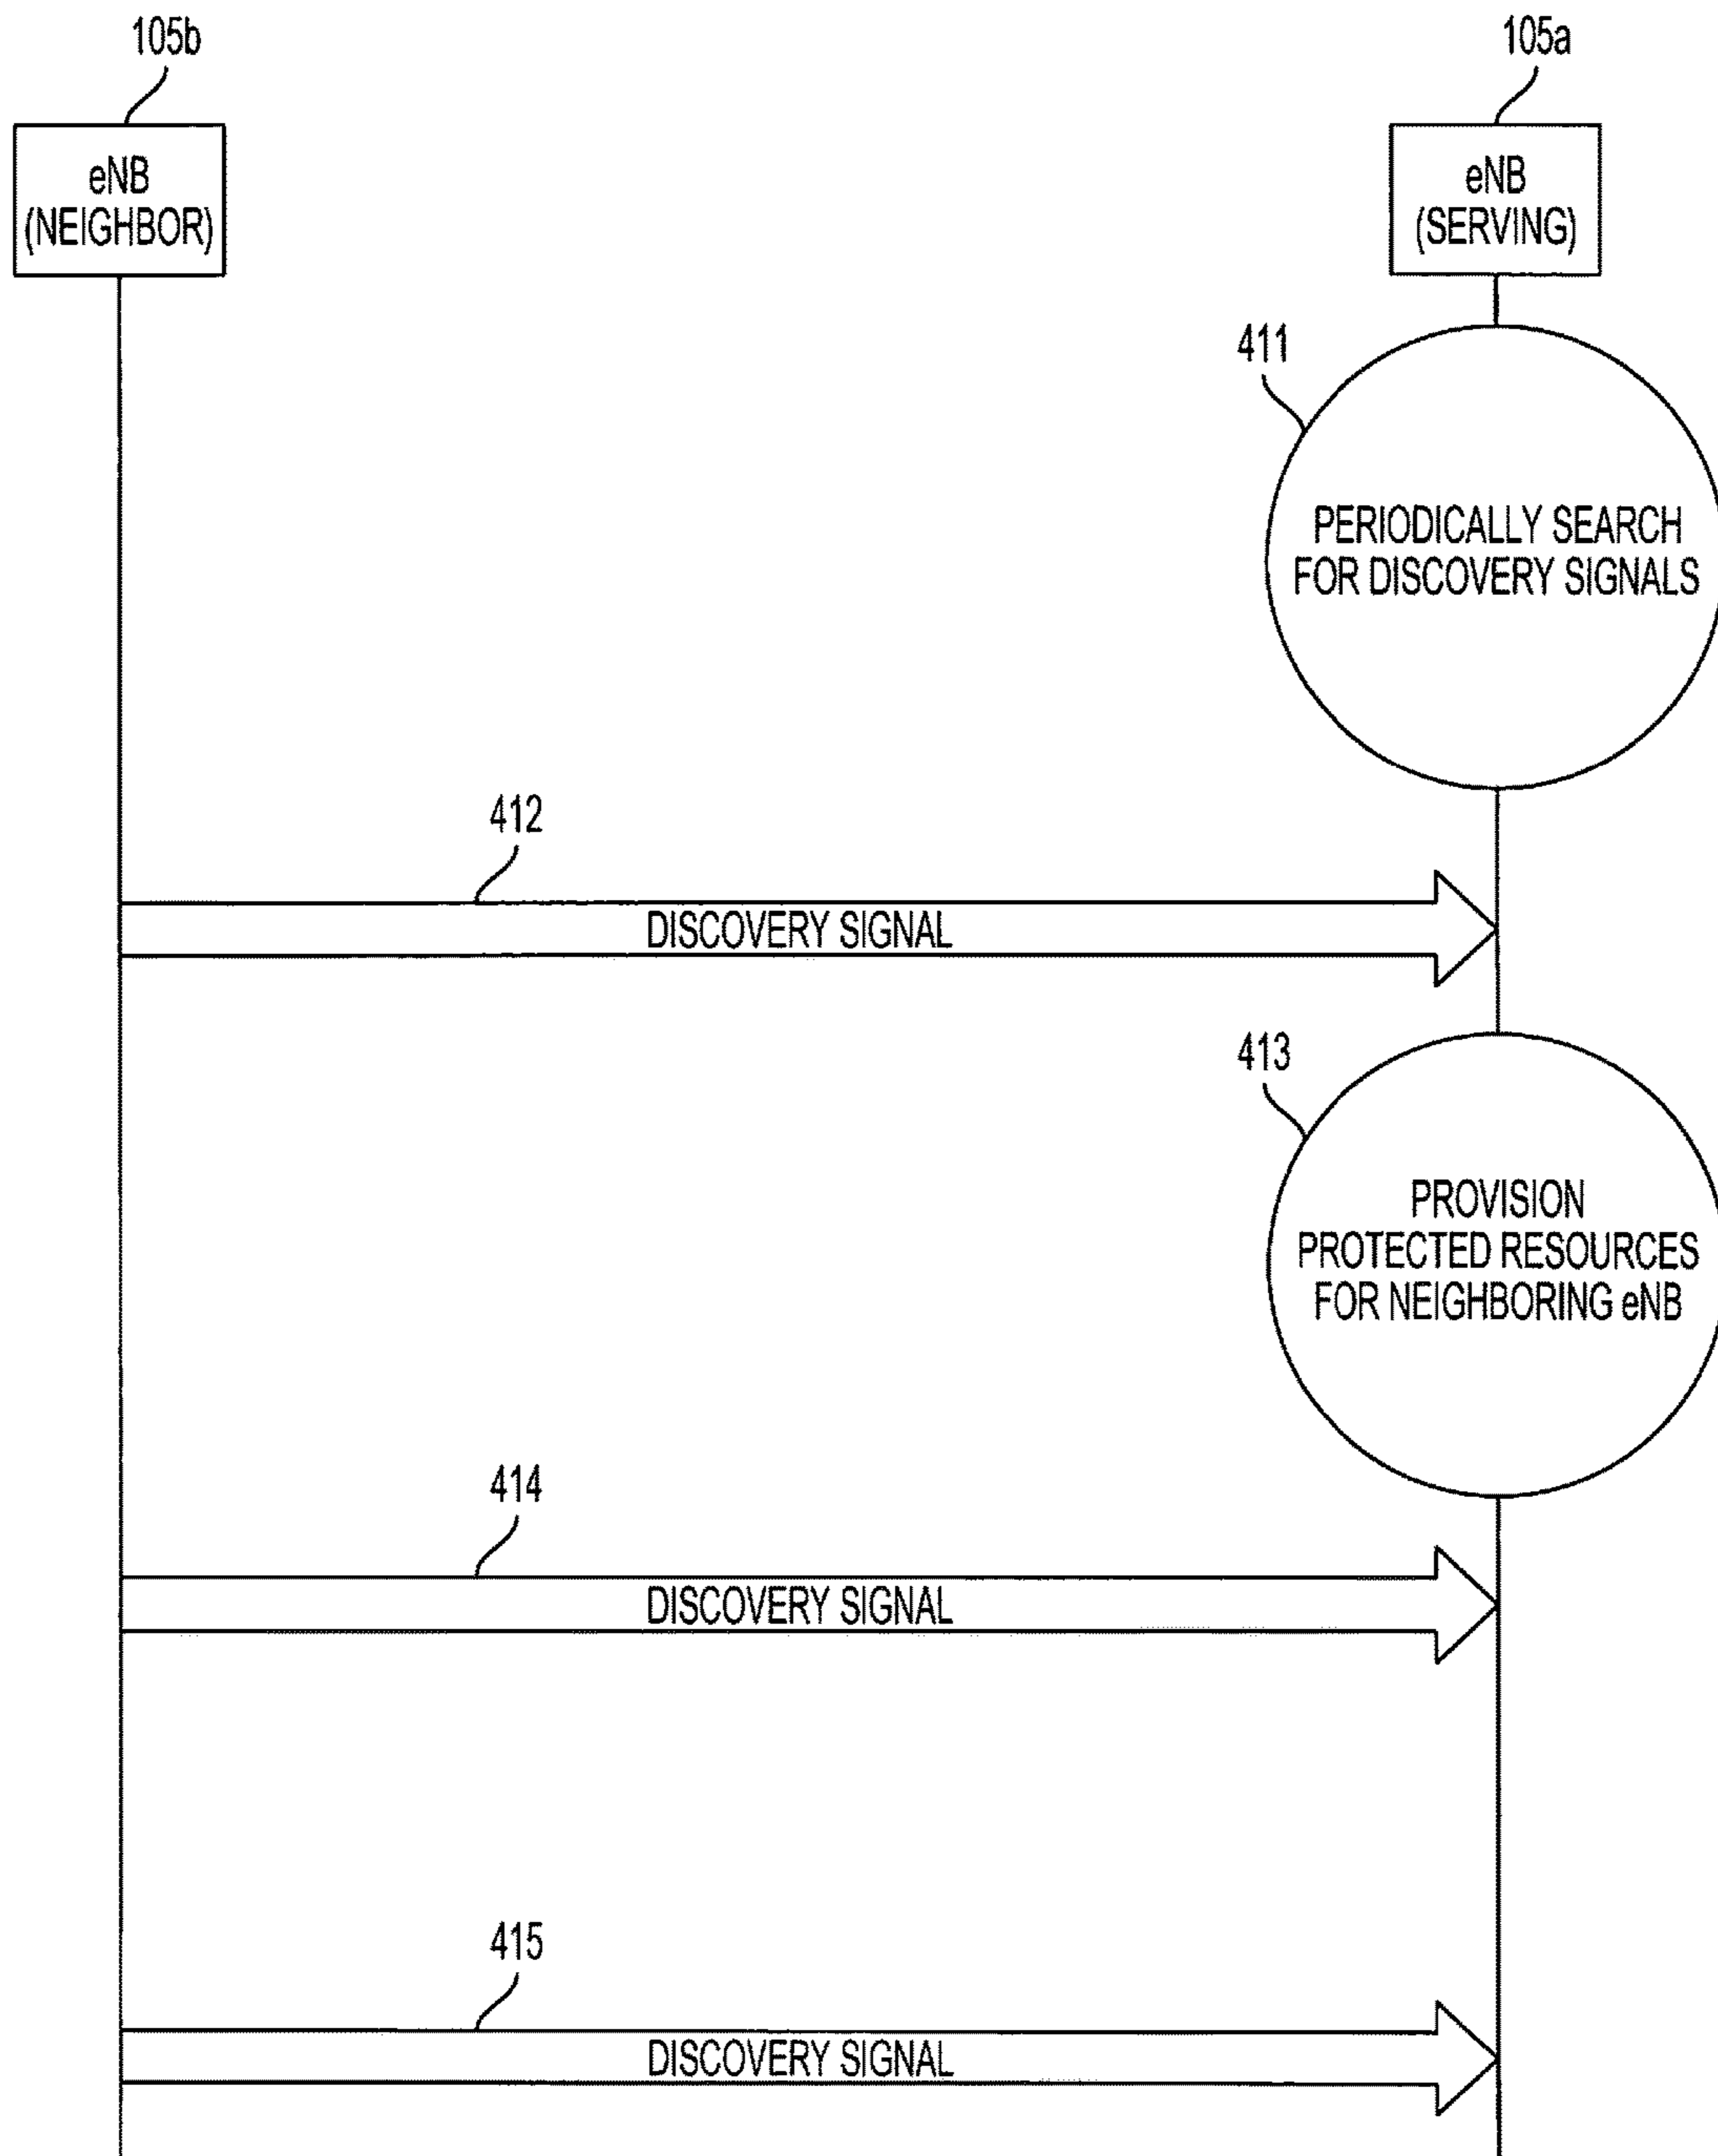 105b
105a
eNB
(NEIGHBOR)
eNB
(SERVING)
411
PERIODICALLY SEARCH
FOR DISCOVERY SIGNALS
412
DISCOVERY SIGNAL
413
PROVISION
PROTECTED RESOURCES
FOR NEIGHBORING eNB
414
DISCOVERY SIGNAL
415
DISCOVERY SIGNAL